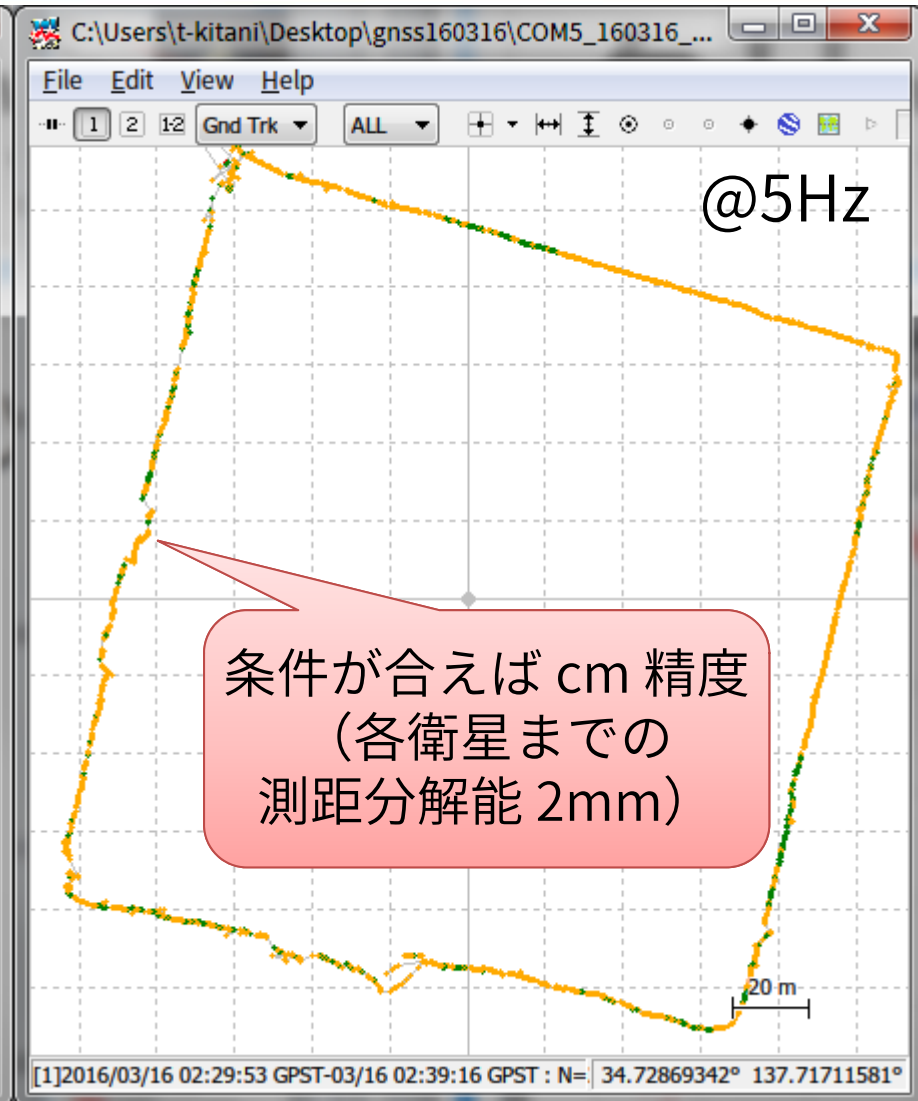 C:\Users\t-kitani\Desktop\gnss160316\COM5_160316_...
File Edit View Help
1 2 1-2 Gnd Trk ALL
@5Hz
条件が合えば cm 精度
（各衛星までの
測距分解能 2mm）
20 m
[1]2016/03/16 02:29:53 GPST-03/16 02:39:16 GPST : N= 34.72869342° 137.71711581°